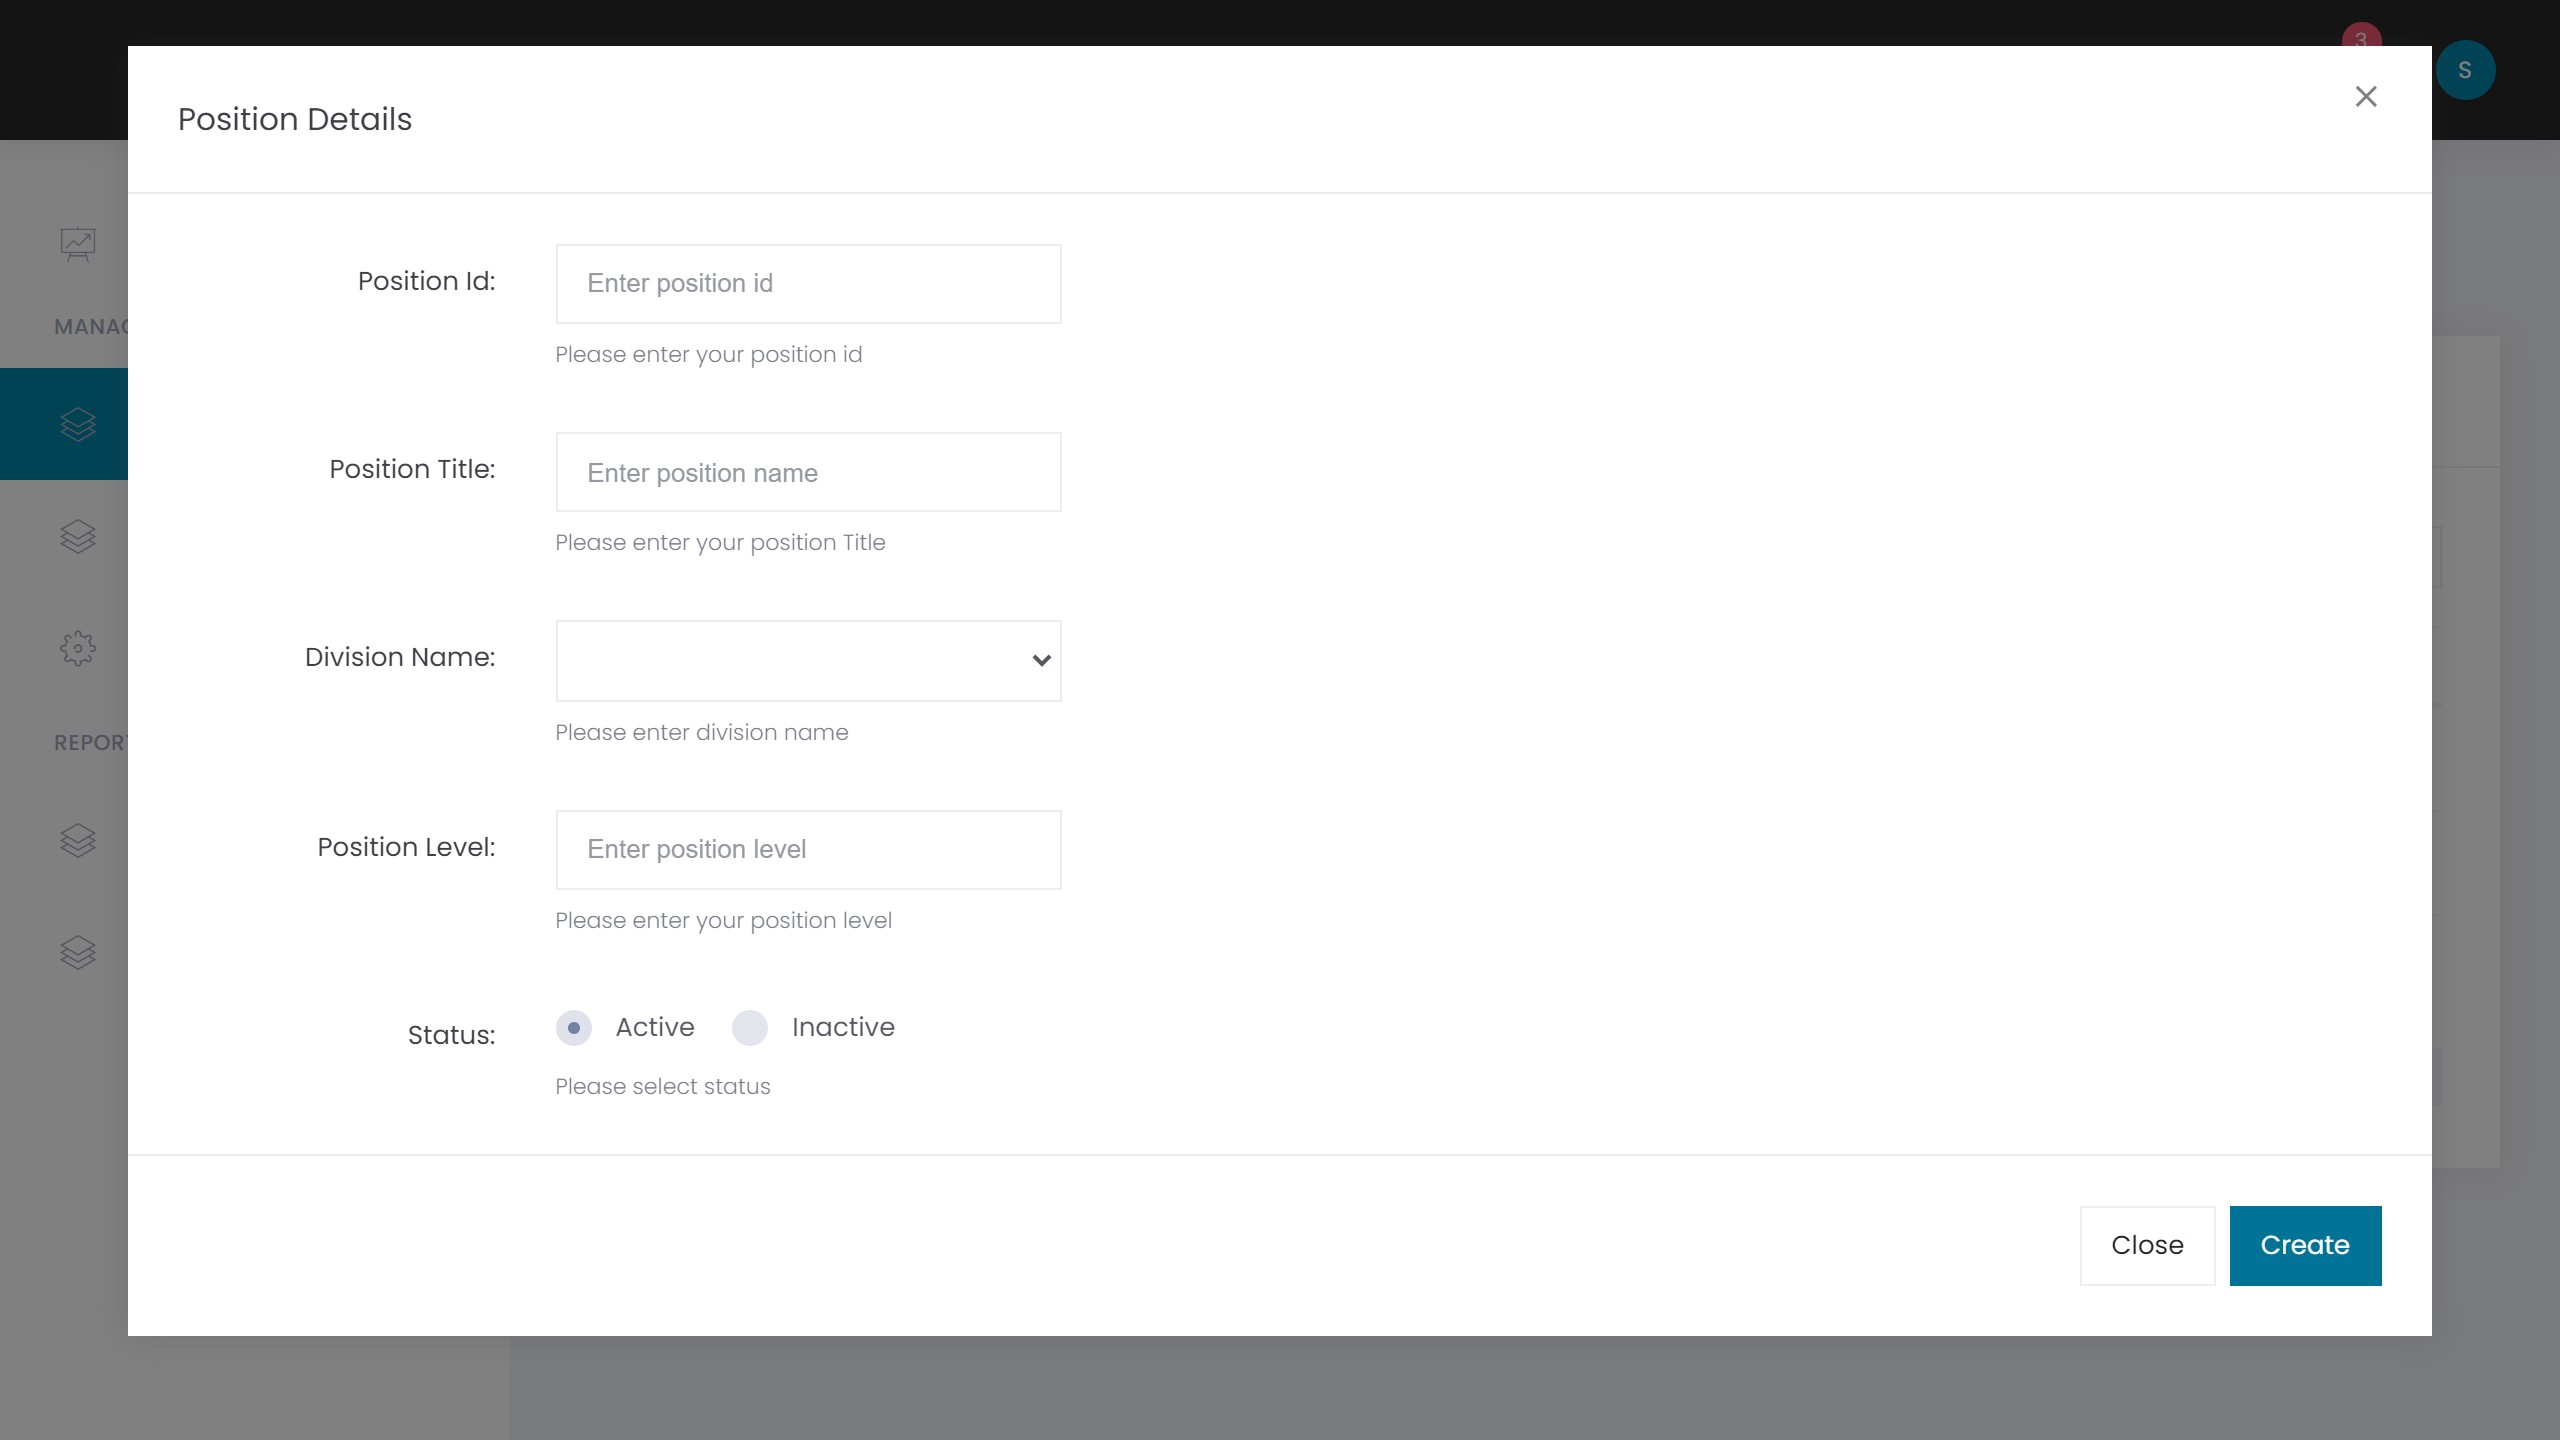 3
S
Position Details
MANAG
REPORT
Position Id:
Enter position id
Please enter your position id
Position Title:
Enter position name
Please enter your position Title
Division Name:
Please enter division name
Position Level:
Enter position level
Please enter your position level
Status:
Active
Inactive
Please select status
Close
Create